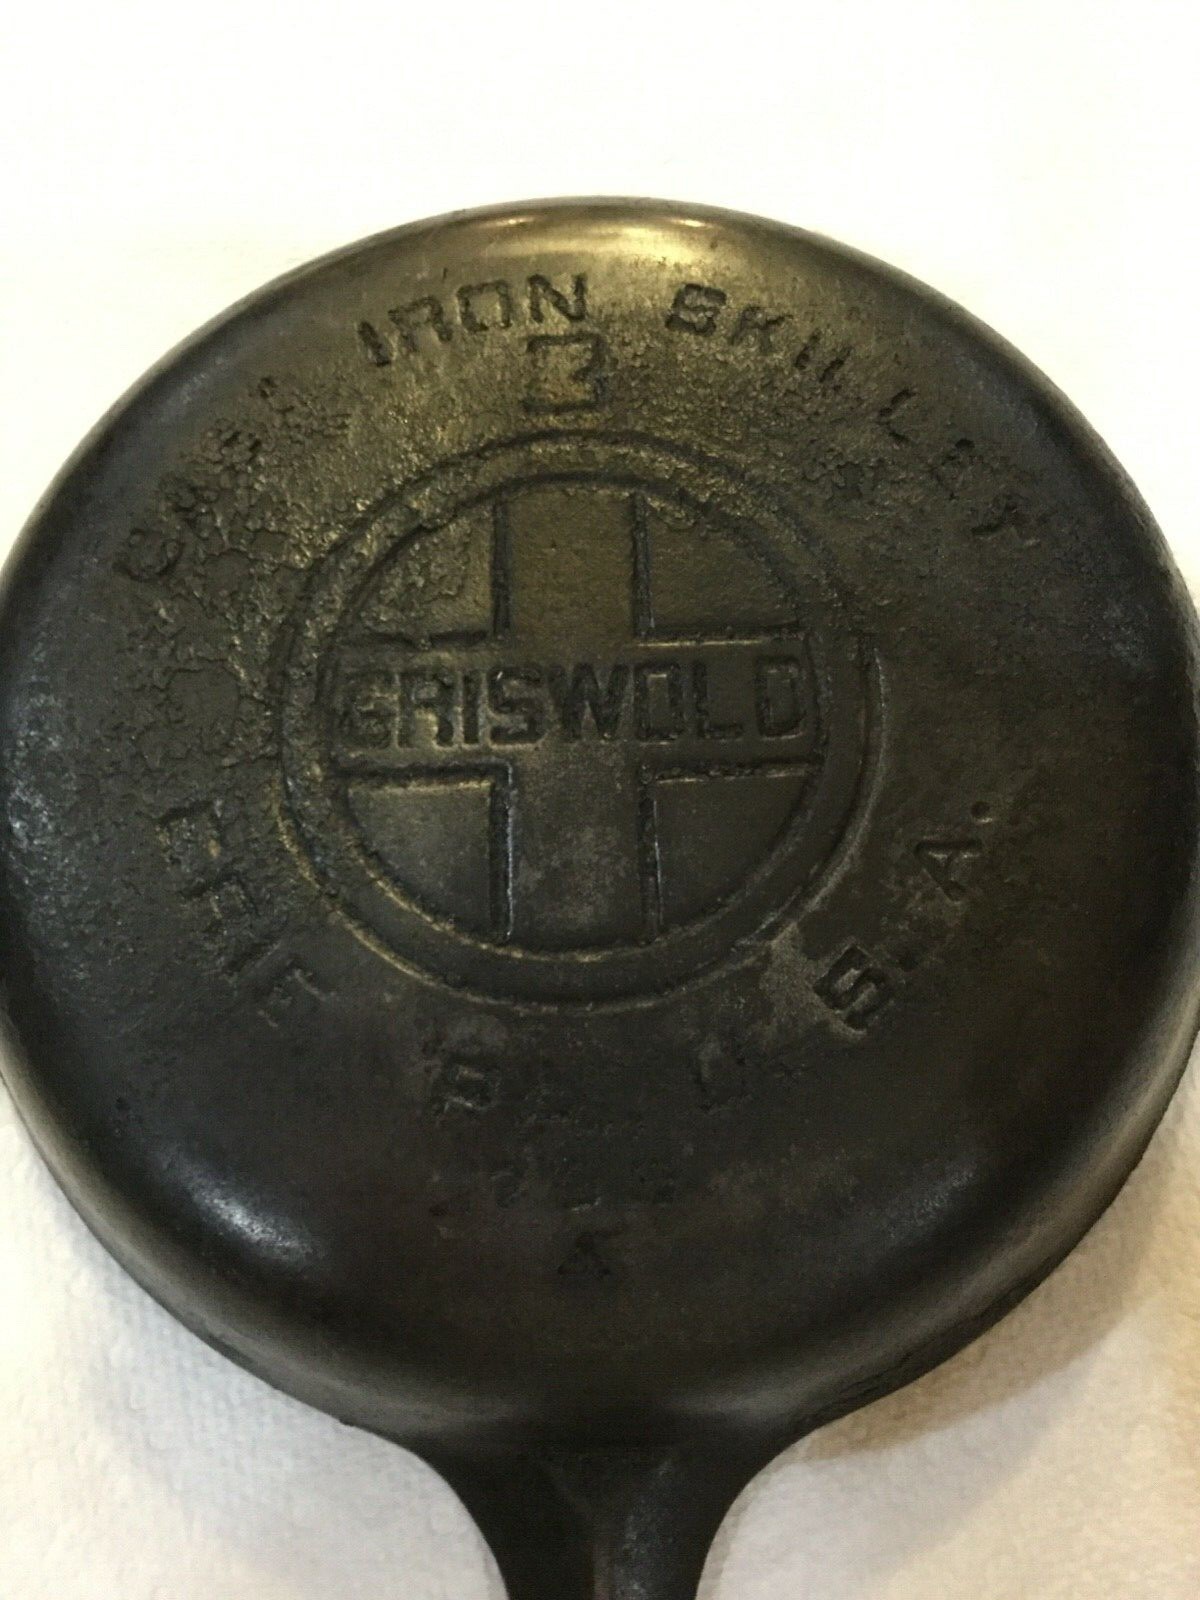 CAST IRON SKILLET
3
GRISWOLD
ERIE PA., U.S.A.
K